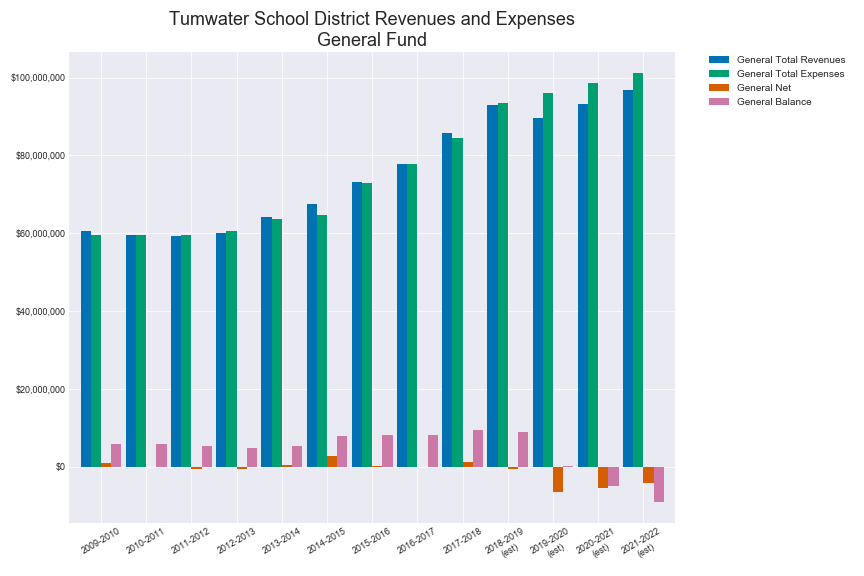 Tumwater School District Revenues and Expenses
General Fund
General Total Revenues
General Total Expenses
General Net
General Balance
$100,000,000
$80,000,000
$60,000,000
$40,000,000
$20,000,000
$0
2009-2010
2010-2011
2011-2012
2012-2013
2013-2014
2014-2015
2015-2016
2016-2017
2017-2018
2018-2019
(est)
2019-2020
(est)
2020-2021
(est)
2021-2022
(est)